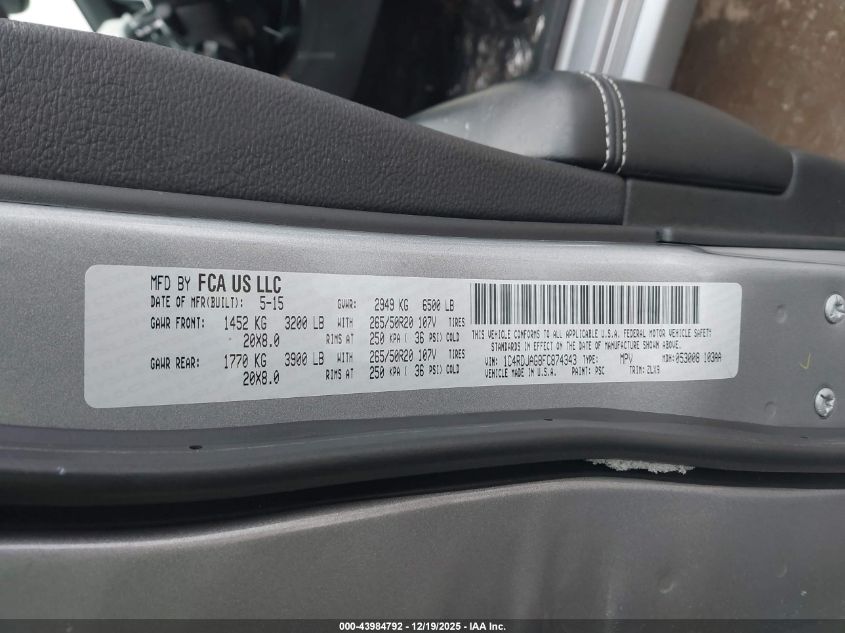 MFD BY FCA US LLC
DATE OF MFR(BUILT): 5-15 GVWR: 2949 KG 6500 LB
GAWR FRONT: 1452 KG 3200 LB WITH 265/50R20 107V TIRES
20X8.0 RIMS AT 250 KPA ( 36 PSI) COLD
GAWR REAR: 1770 KG 3900 LB WITH 265/50R20 107V TIRES
20X8.0 RIMS AT 250 KPA ( 36 PSI) COLD
THIS VEHICLE CONFORMS TO ALL APPLICABLE U.S.A. FEDERAL MOTOR VEHICLE SAFETY
STANDARDS IN EFFECT ON THE DATE OF MANUFACTURE SHOWN ABOVE.
VIN: 1C4RDJAG9FC874343 TYPE: MPV MDH: 053008 103AA
VEHICLE MADE IN U.S.A. PAINT: PSC TRIM: ZLX9
000-43984792 - 12/19/2025 - IAA Inc.